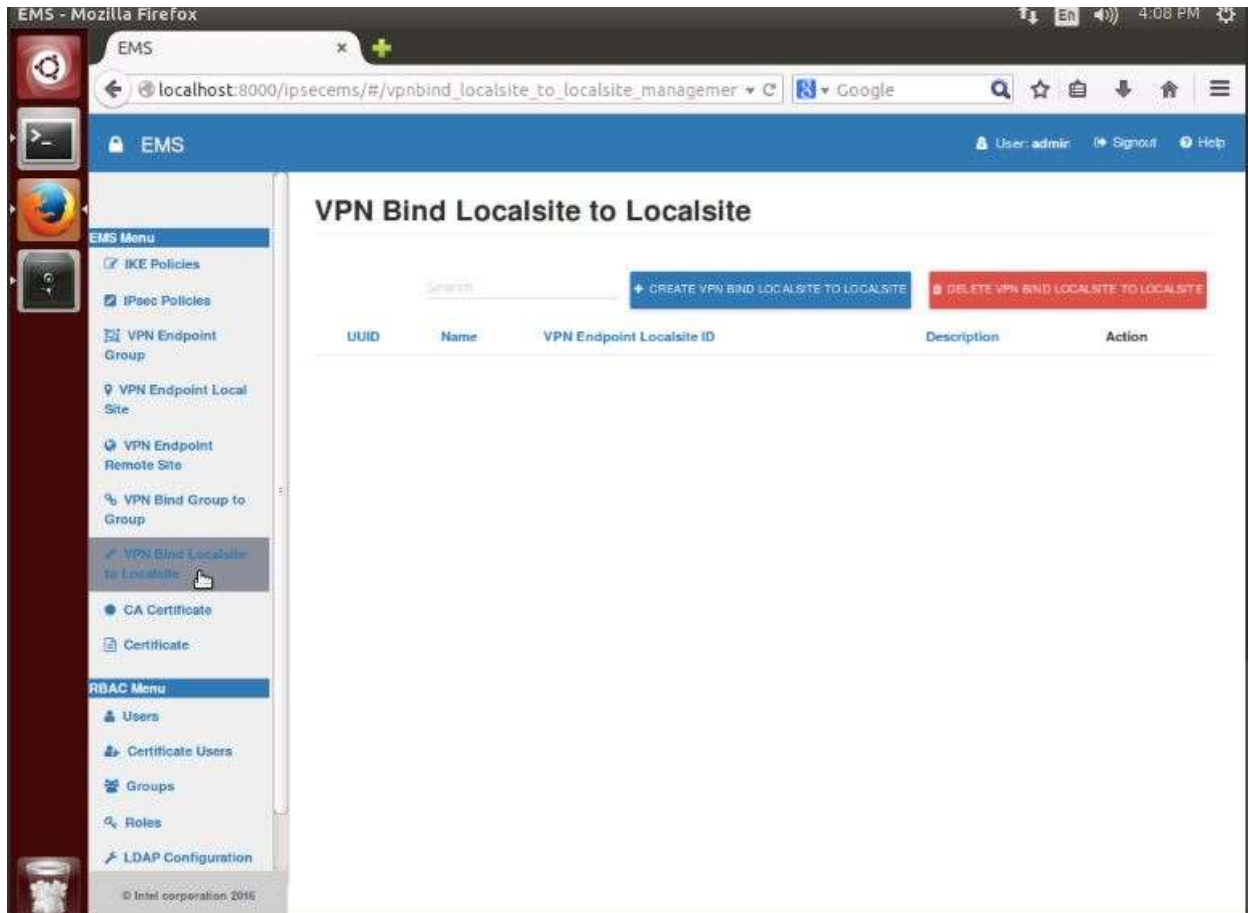 EMS - Mozilla Firefox
En
4:08 PM
EMS
localhost:8000/ipsecems/#/vpnbind_localsite_to_localsite_managemer
Google
EMS
User: admin
Signout
Help
VPN Bind Localsite to Localsite
EMS Menu
IKE Policies
IPsec Policies
VPN Endpoint
Group
VPN Endpoint Local
Site
VPN Endpoint
Remote Site
VPN Bind Group to
Group
VPN Bind Localsite
to Localsite
CA Certificate
Certificate
RBAC Menu
Users
Certificate Users
Groups
Roles
LDAP Configuration
© Intel corporation 2016
Search
+ CREATE VPN BIND LOCALSITE TO LOCALSITE
DELETE VPN BIND LOCALSITE TO LOCALSITE
UUID
Name
VPN Endpoint Localsite ID
Description
Action